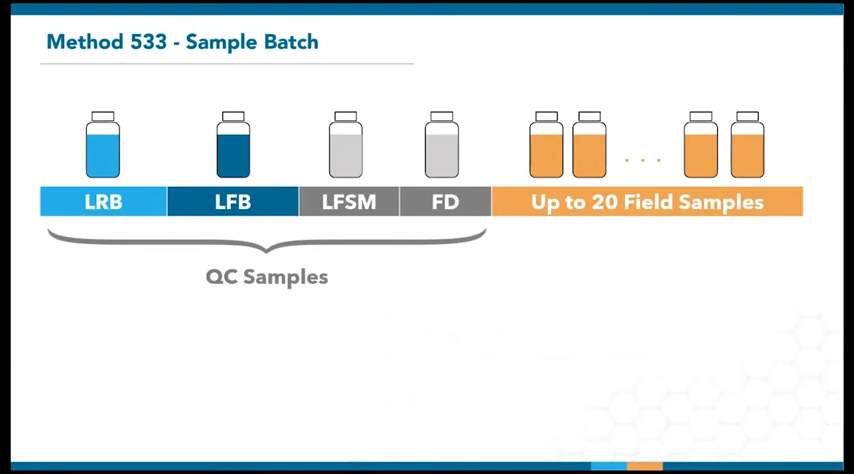 Method 533 - Sample Batch
. . .
LRB LFB LFSM FD Up to 20 Field Samples
QC Samples